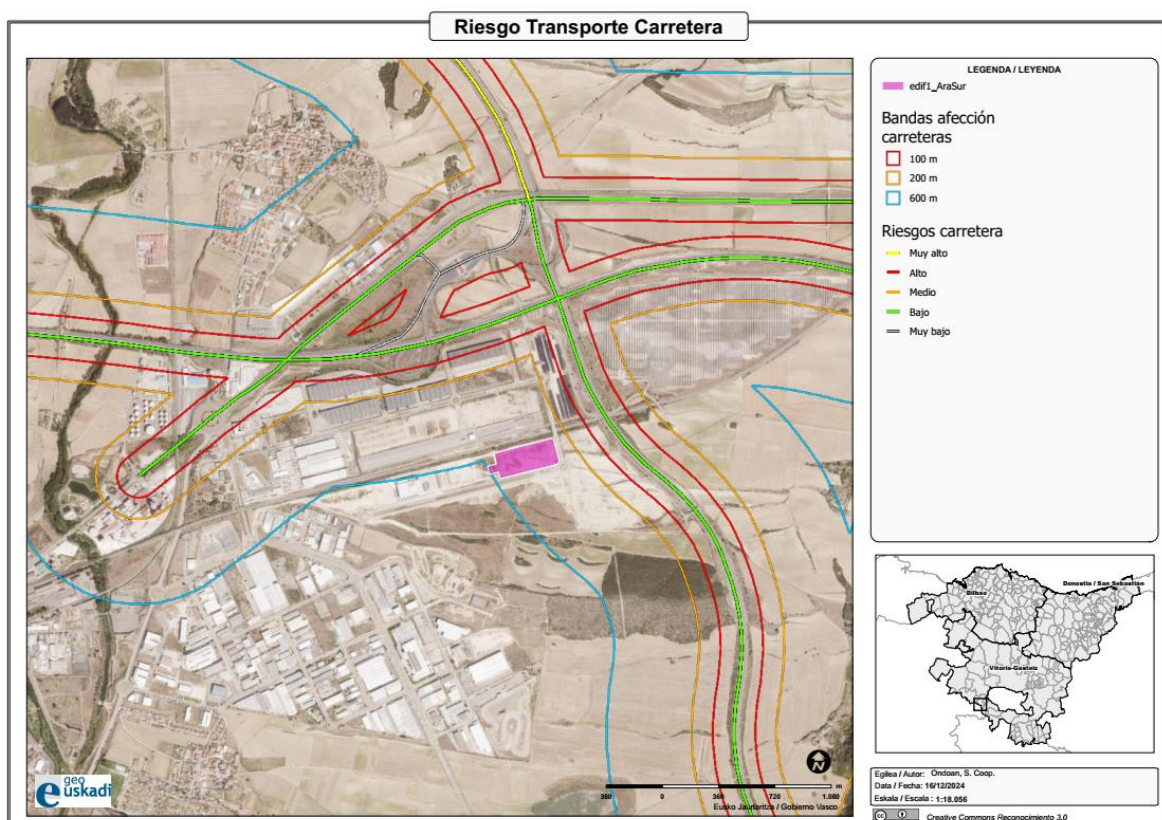 Riesgo Transporte Carretera
LEGENDA / LEYENDA
edif1_AraSur
Bandas afección
carreteras
100 m
200 m
600 m
Riesgos carretera
Muy alto
Alto
Medio
Bajo
Muy bajo
Donostia / San Sebastián
Bilbao
Vitoria-Gasteiz
N
360 0 360 720 1.080 m
Eusko Jaurlaritza / Gobierno Vasco
geo
euskadi
Egilea / Autor: Ondoan, S. Coop.
Data / Fecha: 16/12/2024
Eskala / Escala : 1:18.056
cc Creative Commons Reconocimiento 3.0